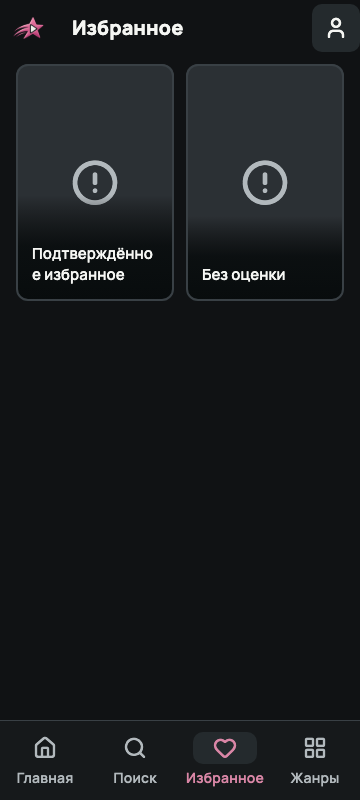 Избранное
Подтверждённо
е избранное
Без оценки
Главная
Поиск
Избранное
Жанры